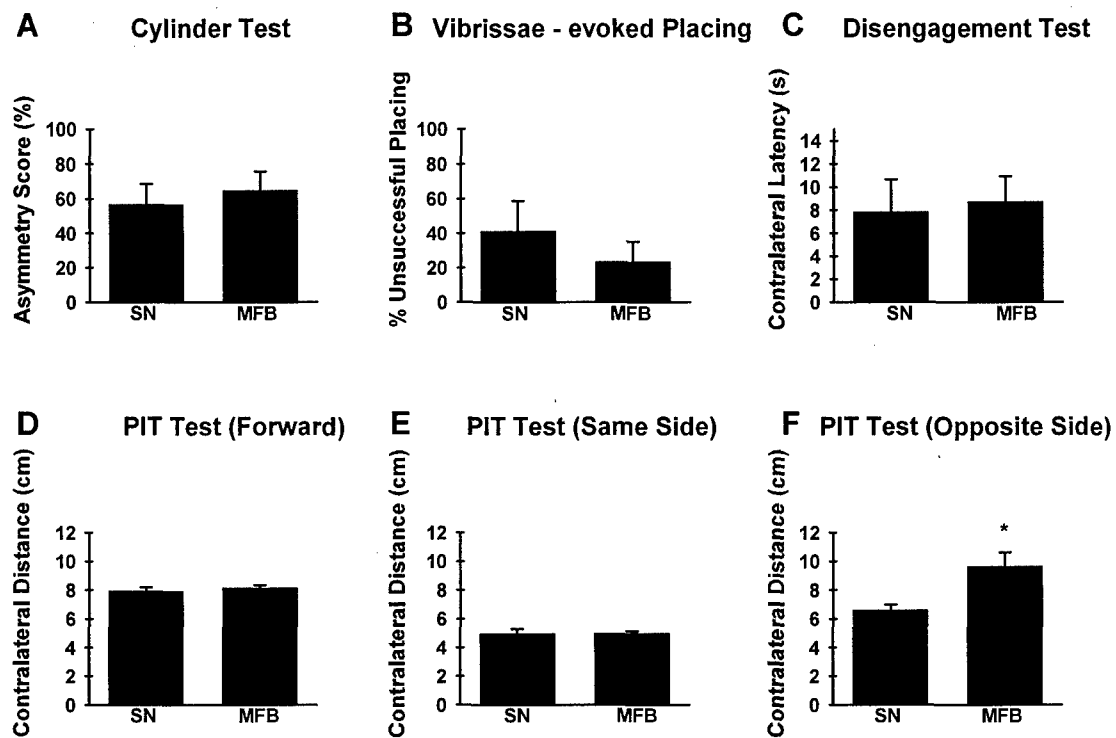 A Cylinder Test
Asymmetry Score (%)
100
80
60
40
20
0
SN MFB
B Vibrissae - evoked Placing
% Unsuccessful Placing
100
80
60
40
20
0
SN MFB
C Disengagement Test
Contralateral Latency (s)
14
12
10
8
6
4
2
0
SN MFB
D PIT Test (Forward)
Contralateral Distance (cm)
12
10
8
6
4
2
0
SN MFB
E PIT Test (Same Side)
Contralateral Distance (cm)
12
10
8
6
4
2
0
SN MFB
F PIT Test (Opposite Side)
Contralateral Distance (cm)
12
10
8
6
4
2
0
*
SN MFB